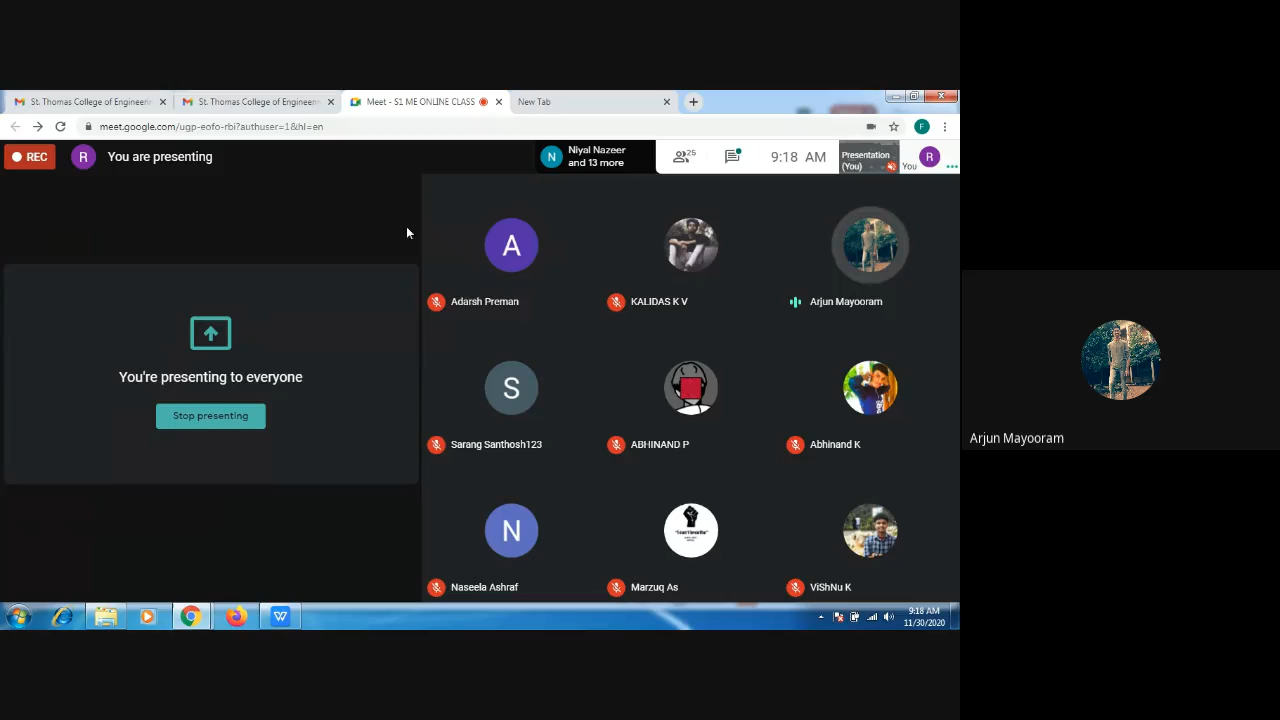 St. Thomas College of Engineerin
St. Thomas College of Engineerin
Meet - S1 ME ONLINE CLASS
New Tab
meet.google.com/ugp-eofo-rbi?authuser=1&hl=en
F
REC
R
You are presenting
N
Niyal Nazeer
and 13 more
25
9:18 AM
Presentation
(You)
You
R
A
Adarsh Preman
KALIDAS K V
Arjun Mayooram
You're presenting to everyone
Stop presenting
S
Sarang Santhosh123
ABHINAND P
Abhinand K
Arjun Mayooram
N
Naseela Ashraf
Marzuq As
ViShNu K
W
9:18 AM
11/30/2020